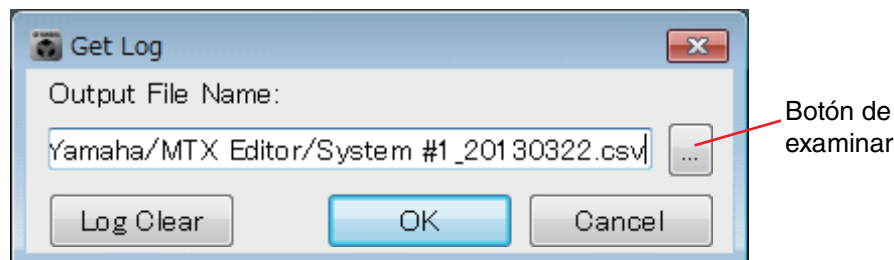 Get Log
Output File Name:
Yamaha/MTX Editor/System #1_20130322.csv
...
Botón de
examinar
Log Clear
OK
Cancel